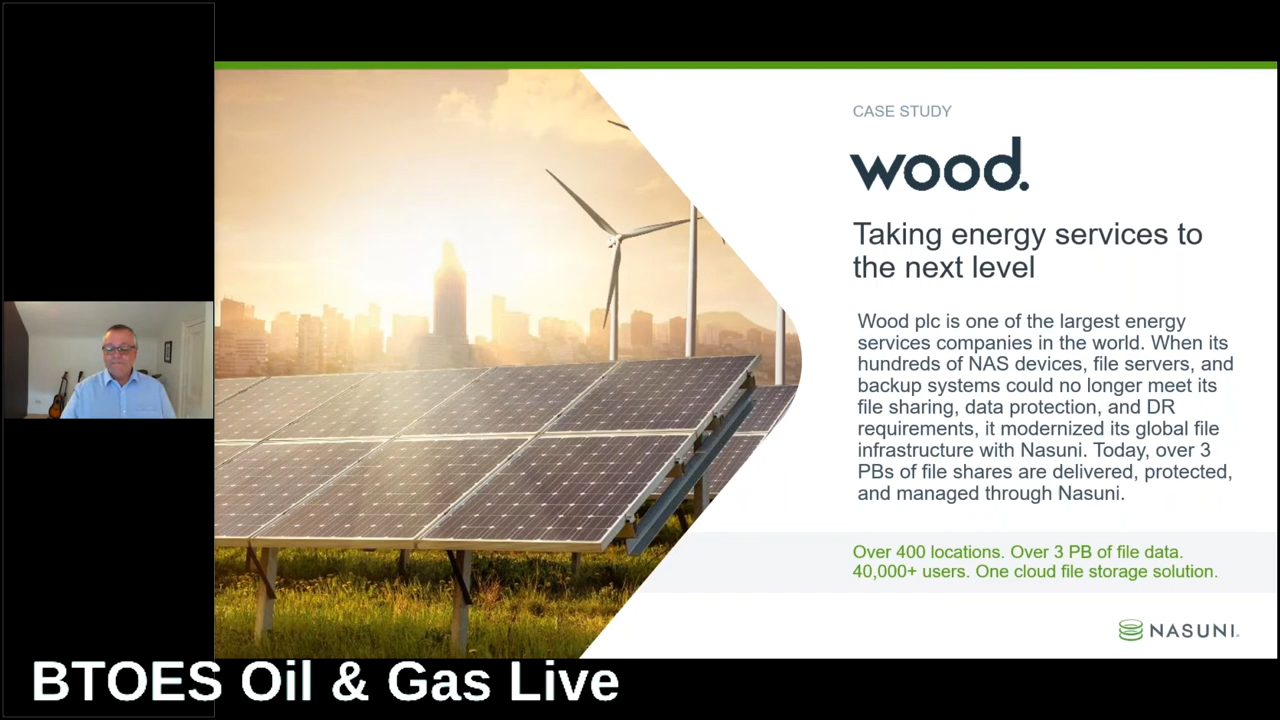 CASE STUDY
wood.
Taking energy services to
the next level
Wood plc is one of the largest energy
services companies in the world. When its
hundreds of NAS devices, file servers, and
backup systems could no longer meet its
file sharing, data protection, and DR
requirements, it modernized its global file
infrastructure with Nasuni. Today, over 3
PBs of file shares are delivered, protected,
and managed through Nasuni.
Over 400 locations. Over 3 PB of file data.
40,000+ users. One cloud file storage solution.
NASUNI
BTOES Oil & Gas Live